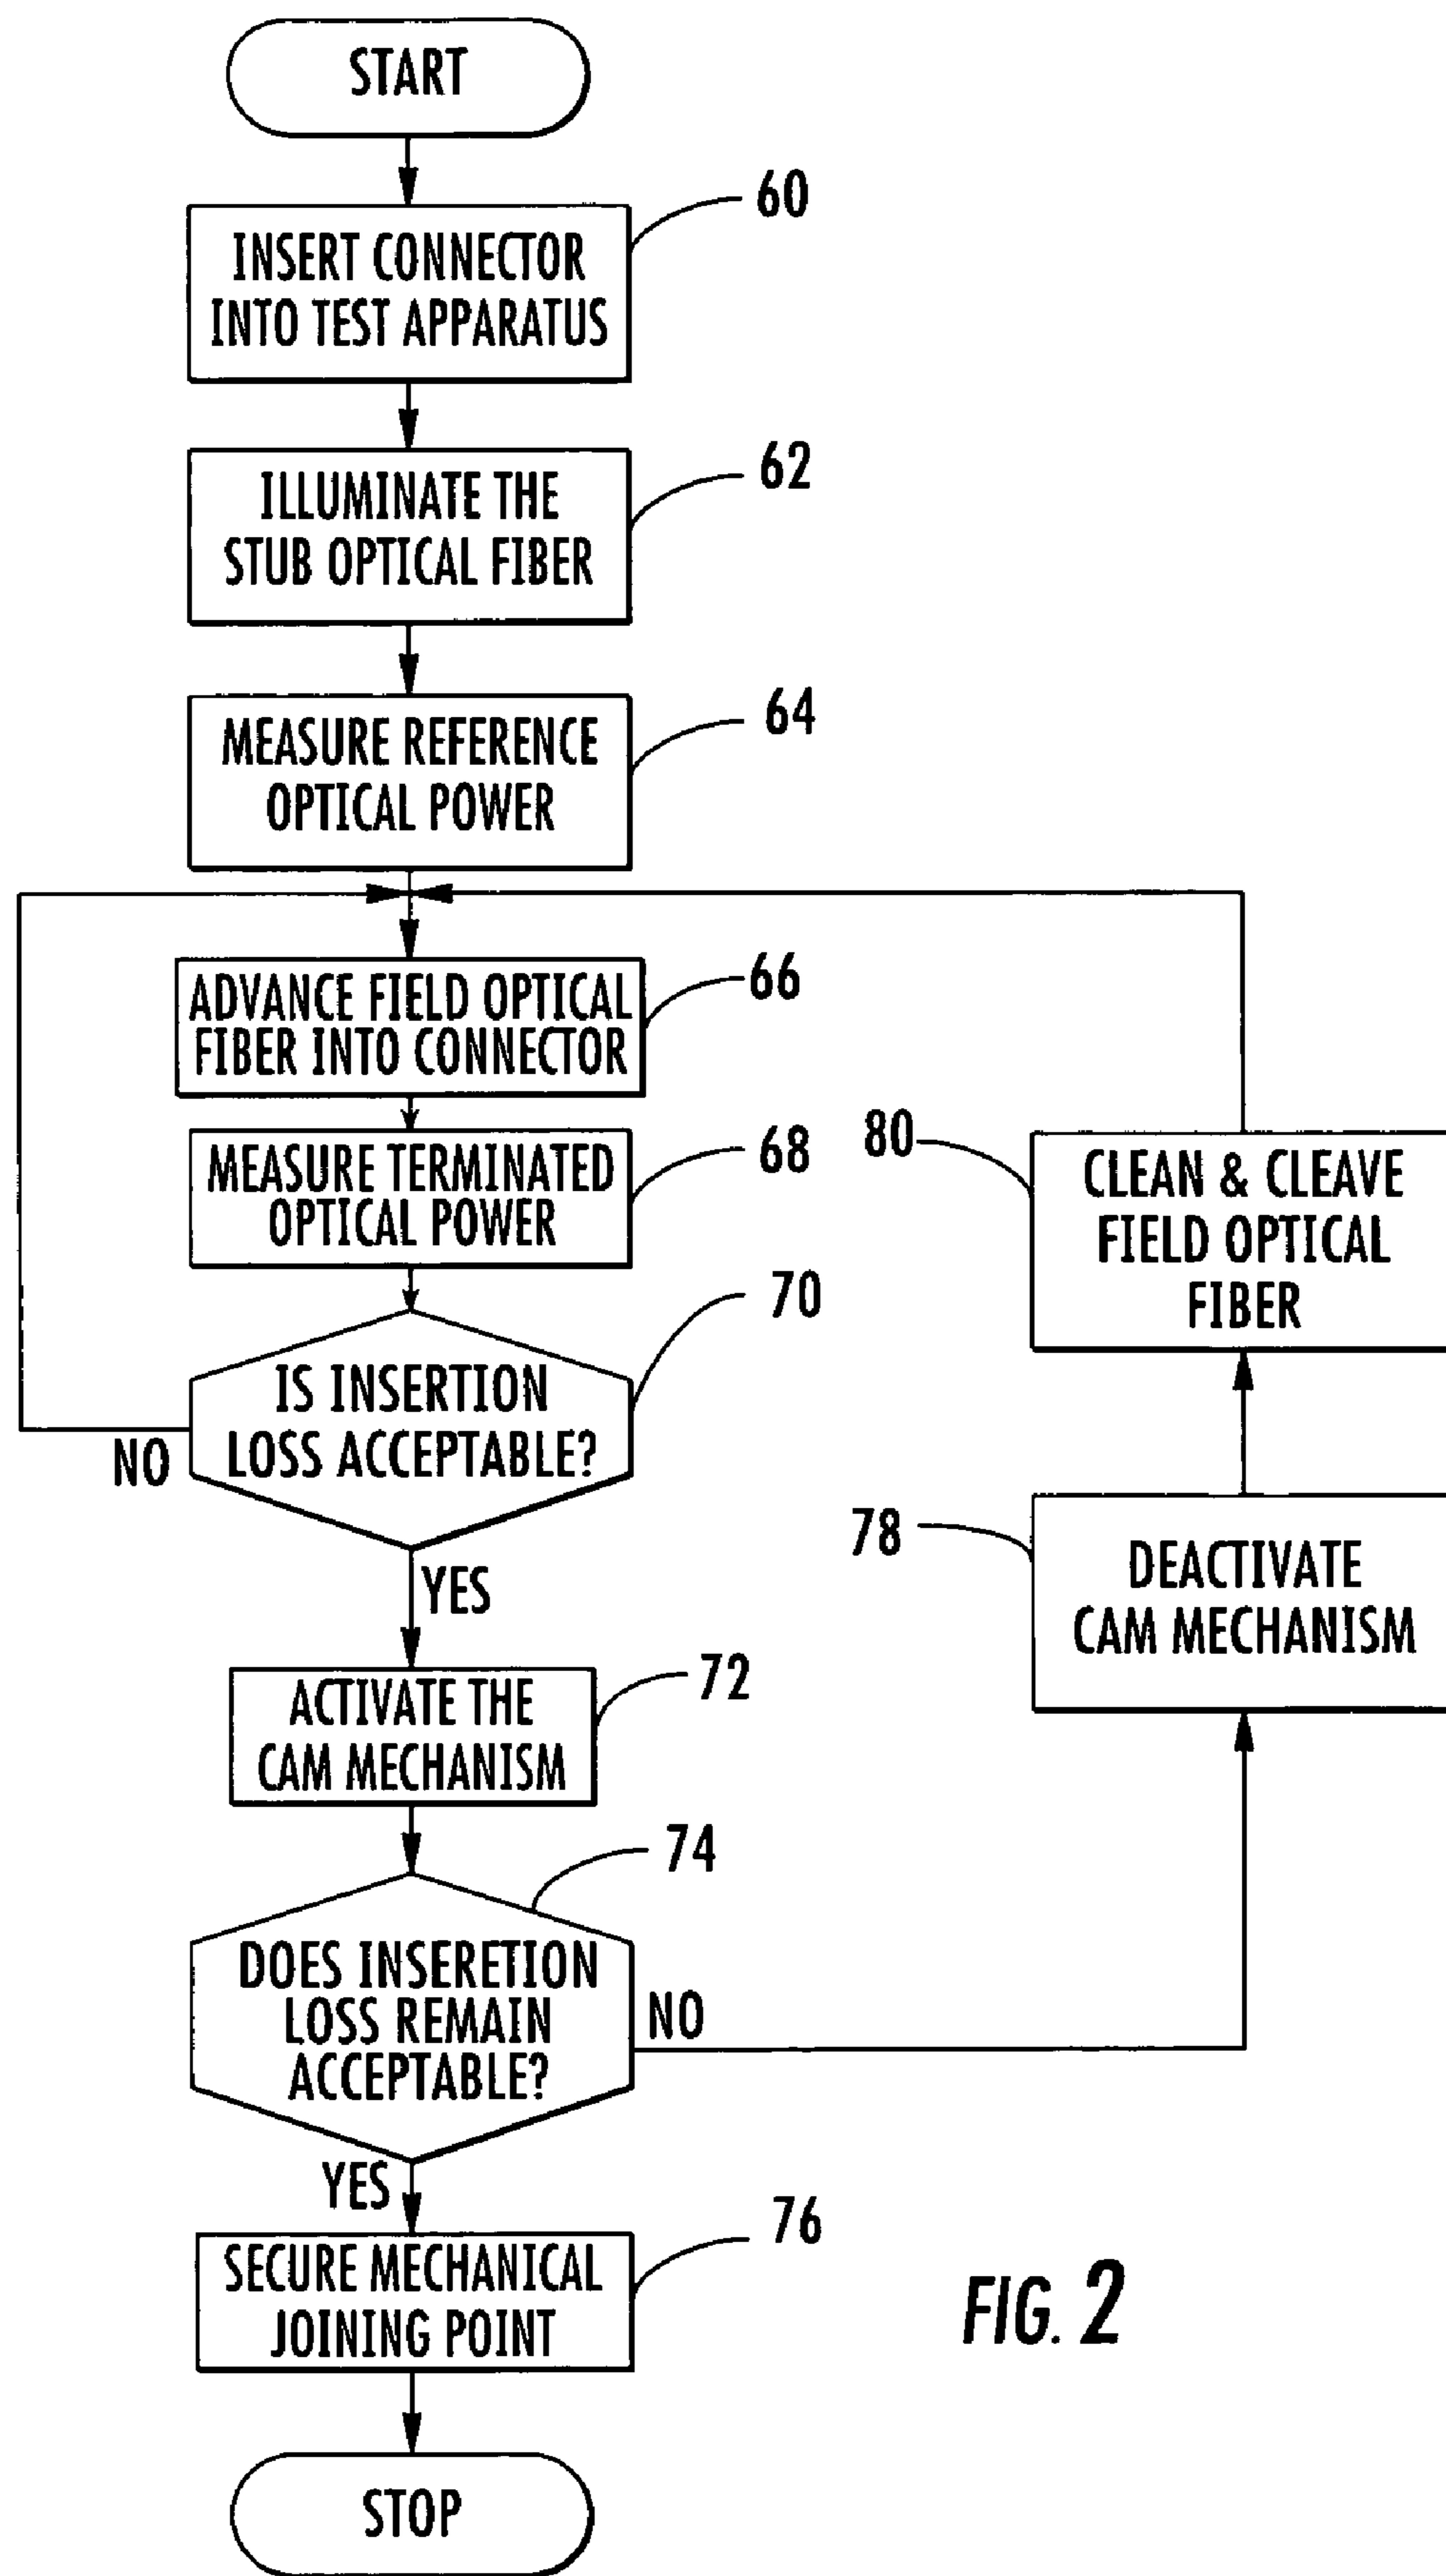 START
60
INSERT CONNECTOR
INTO TEST APPARATUS
62
ILLUMINATE THE
STUB OPTICAL FIBER
64
MEASURE REFERENCE
OPTICAL POWER
66
ADVANCE FIELD OPTICAL
FIBER INTO CONNECTOR
68
MEASURE TERMINATED
OPTICAL POWER
70
IS INSERTION
LOSS ACCEPTABLE?
NO
YES
72
ACTIVATE THE
CAM MECHANISM
74
DOES INSERETION
LOSS REMAIN
ACCEPTABLE?
NO
YES
76
SECURE MECHANICAL
JOINING POINT
STOP
78
DEACTIVATE
CAM MECHANISM
80
CLEAN & CLEAVE
FIELD OPTICAL
FIBER
FIG. 2